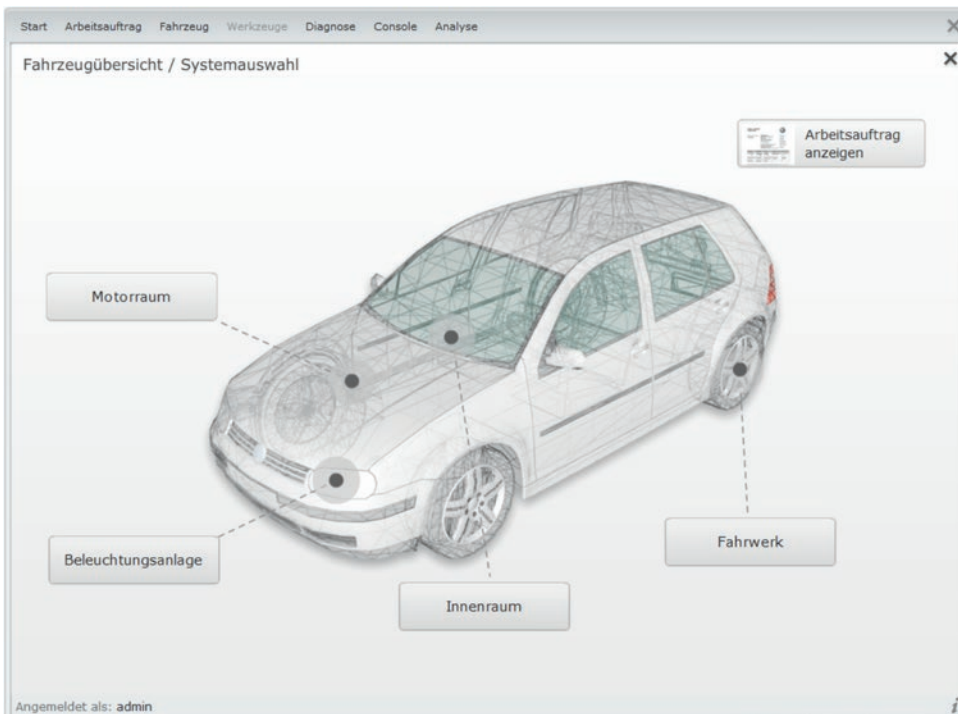 Start Arbeitsauftrag Fahrzeug Werkzeuge Diagnose Console Analyse
Fahrzeugübersicht / Systemauswahl
Arbeitsauftrag
anzeigen
Motorraum
Beleuchtungsanlage
Fahrwerk
Innenraum
Angemeldet als: admin